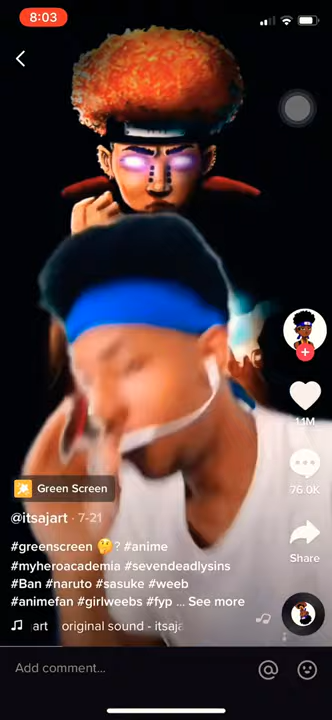 8:03
1.1M
76.0K
Green Screen
@itsajart · 7-21
Share
#greenscreen 🤔? #anime
#myheroacademia #sevendeadlysins
#Ban #naruto #sasuke #weeb
#animefan #girlweebs #fyp ... See more
art original sound - itsaja
Add comment...